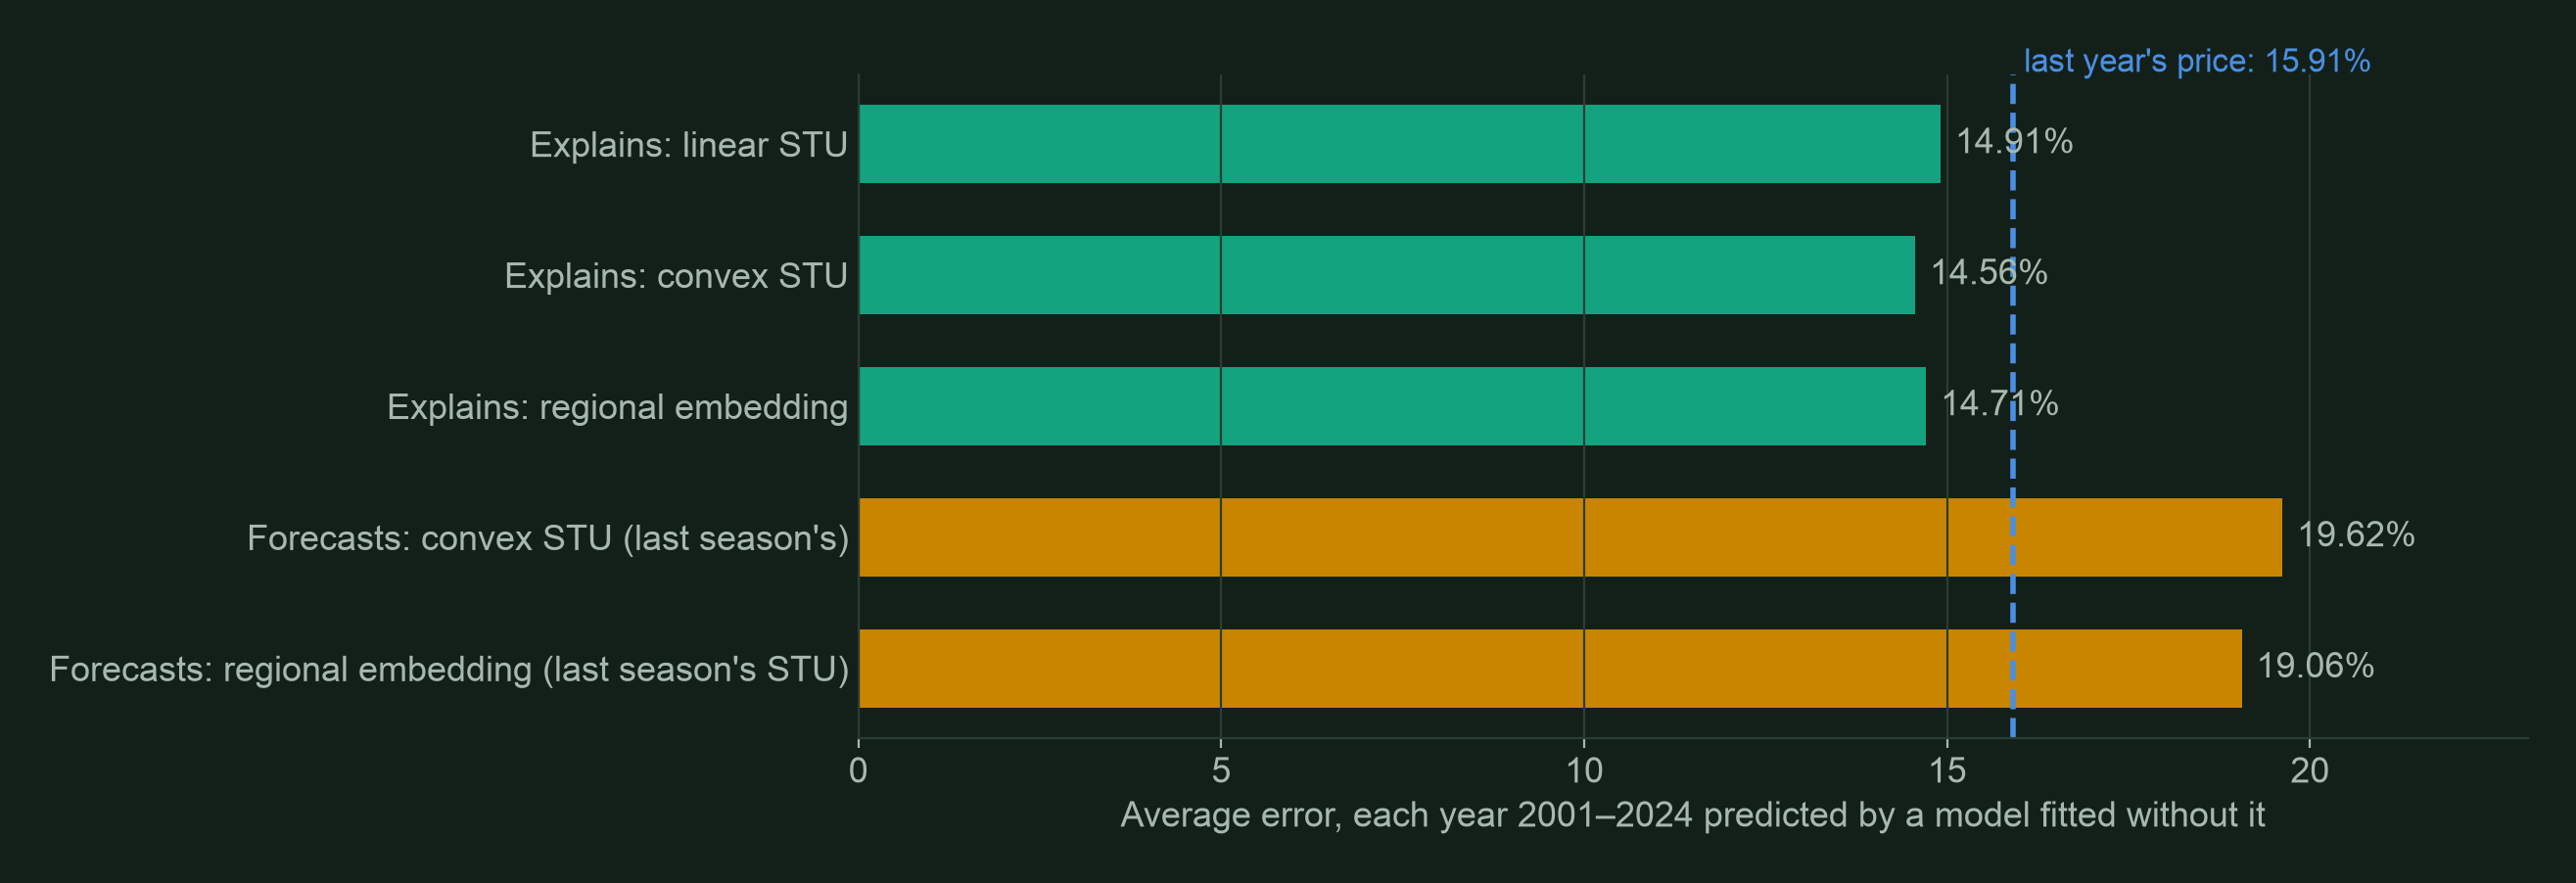 last year's price: 15.91%
Explains: linear STU 14.91%
Explains: convex STU 14.56%
Explains: regional embedding 14.71%
Forecasts: convex STU (last season's) 19.62%
Forecasts: regional embedding (last season's STU) 19.06%
0 5 10 15 20
Average error, each year 2001–2024 predicted by a model fitted without it